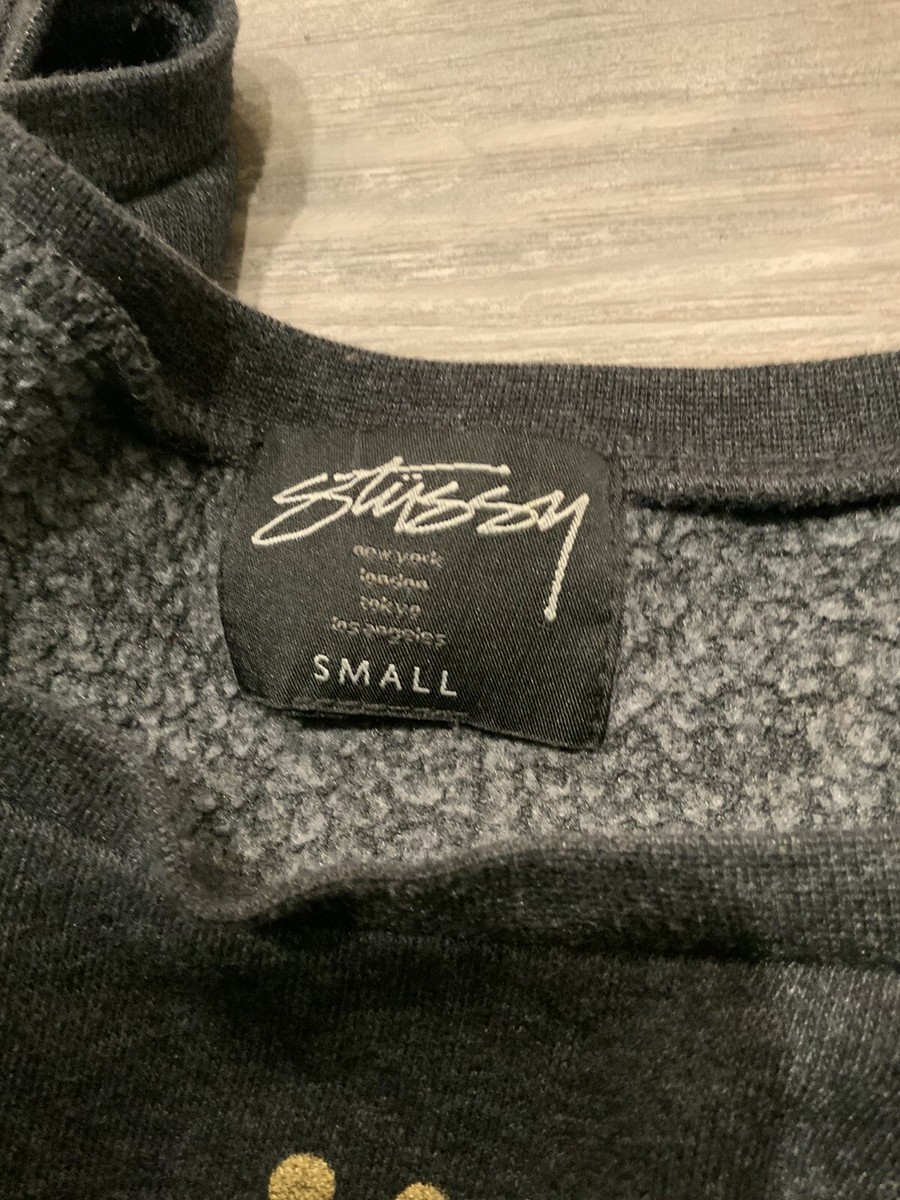 Stüssy
new york
london
tokyo
los angeles
SMALL